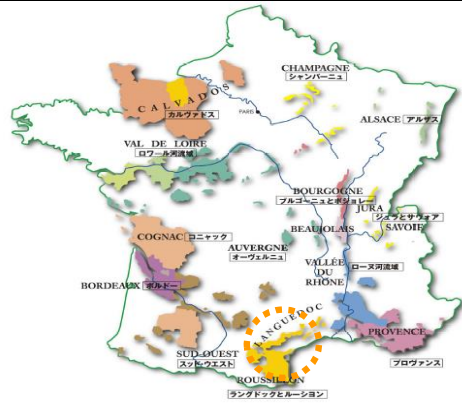 CHAMPAGNE
シャンパーニュ
CALVADOS
カルヴァドス
PARIS
ALSACE アルザス
VAL DE LOIRE
ロワール河流域
BOURGOGNE
ブルゴーニュとボジョレー
JURA
ジュラとサヴォア
SAVOIE
BEAUJOLAIS
COGNAC コニャック
AUVERGNE
オーヴェルニュ
VALLÉE
DU
RHÔNE
ローヌ河流域
BORDEAUX ボルドー
LANGUEDOC
PROVENCE
プロヴァンス
SUD-OUEST
スッド・ウエスト
ROUSSILLON
ラングドックとルーション